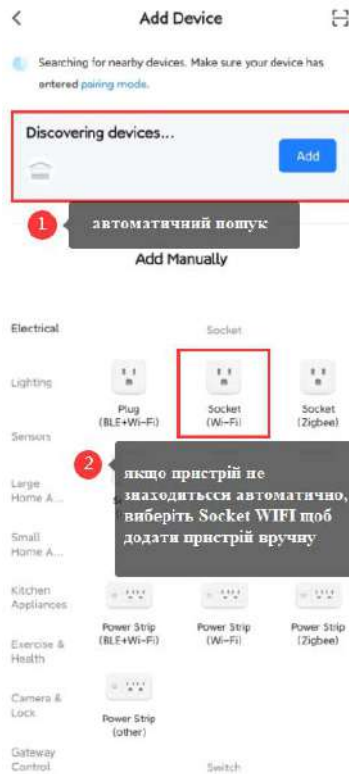 Add Device
Searching for nearby devices. Make sure your device has
entered pairing mode.
Discovering devices...
Add
1
автоматичний пошук
Add Manually
Electrical
Socket
Lighting
Plug
(BLE+Wi-Fi)
Socket
(Wi-Fi)
Socket
(Zigbee)
Sensors
2
якщо пристрій не
знаходиться автоматично,
виберіть Socket WIFI щоб
додати пристрій вручну
Large
Home A...
Small
Home A...
Kitchen
Appliances
Power Strip
(BLE+Wi-Fi)
Power Strip
(Wi-Fi)
Power Strip
(Zigbee)
Exercise &
Health
Camera &
Lock
Power Strip
(other)
Gateway
Control
Switch